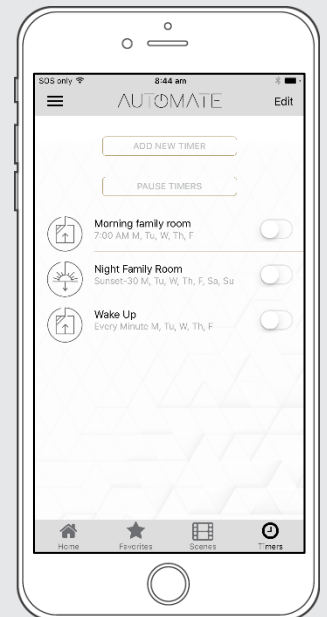 SOS only 8:44 am
AUTOMATE Edit
ADD NEW TIMER
PAUSE TIMERS
Morning family room
7:00 AM M, Tu, W, Th, F
Night Family Room
Sunset-30 M, Tu, W, Th, F, Sa, Su
Wake Up
Every Minute M, Tu, W, Th, F
Home Favorites Scenes Timers